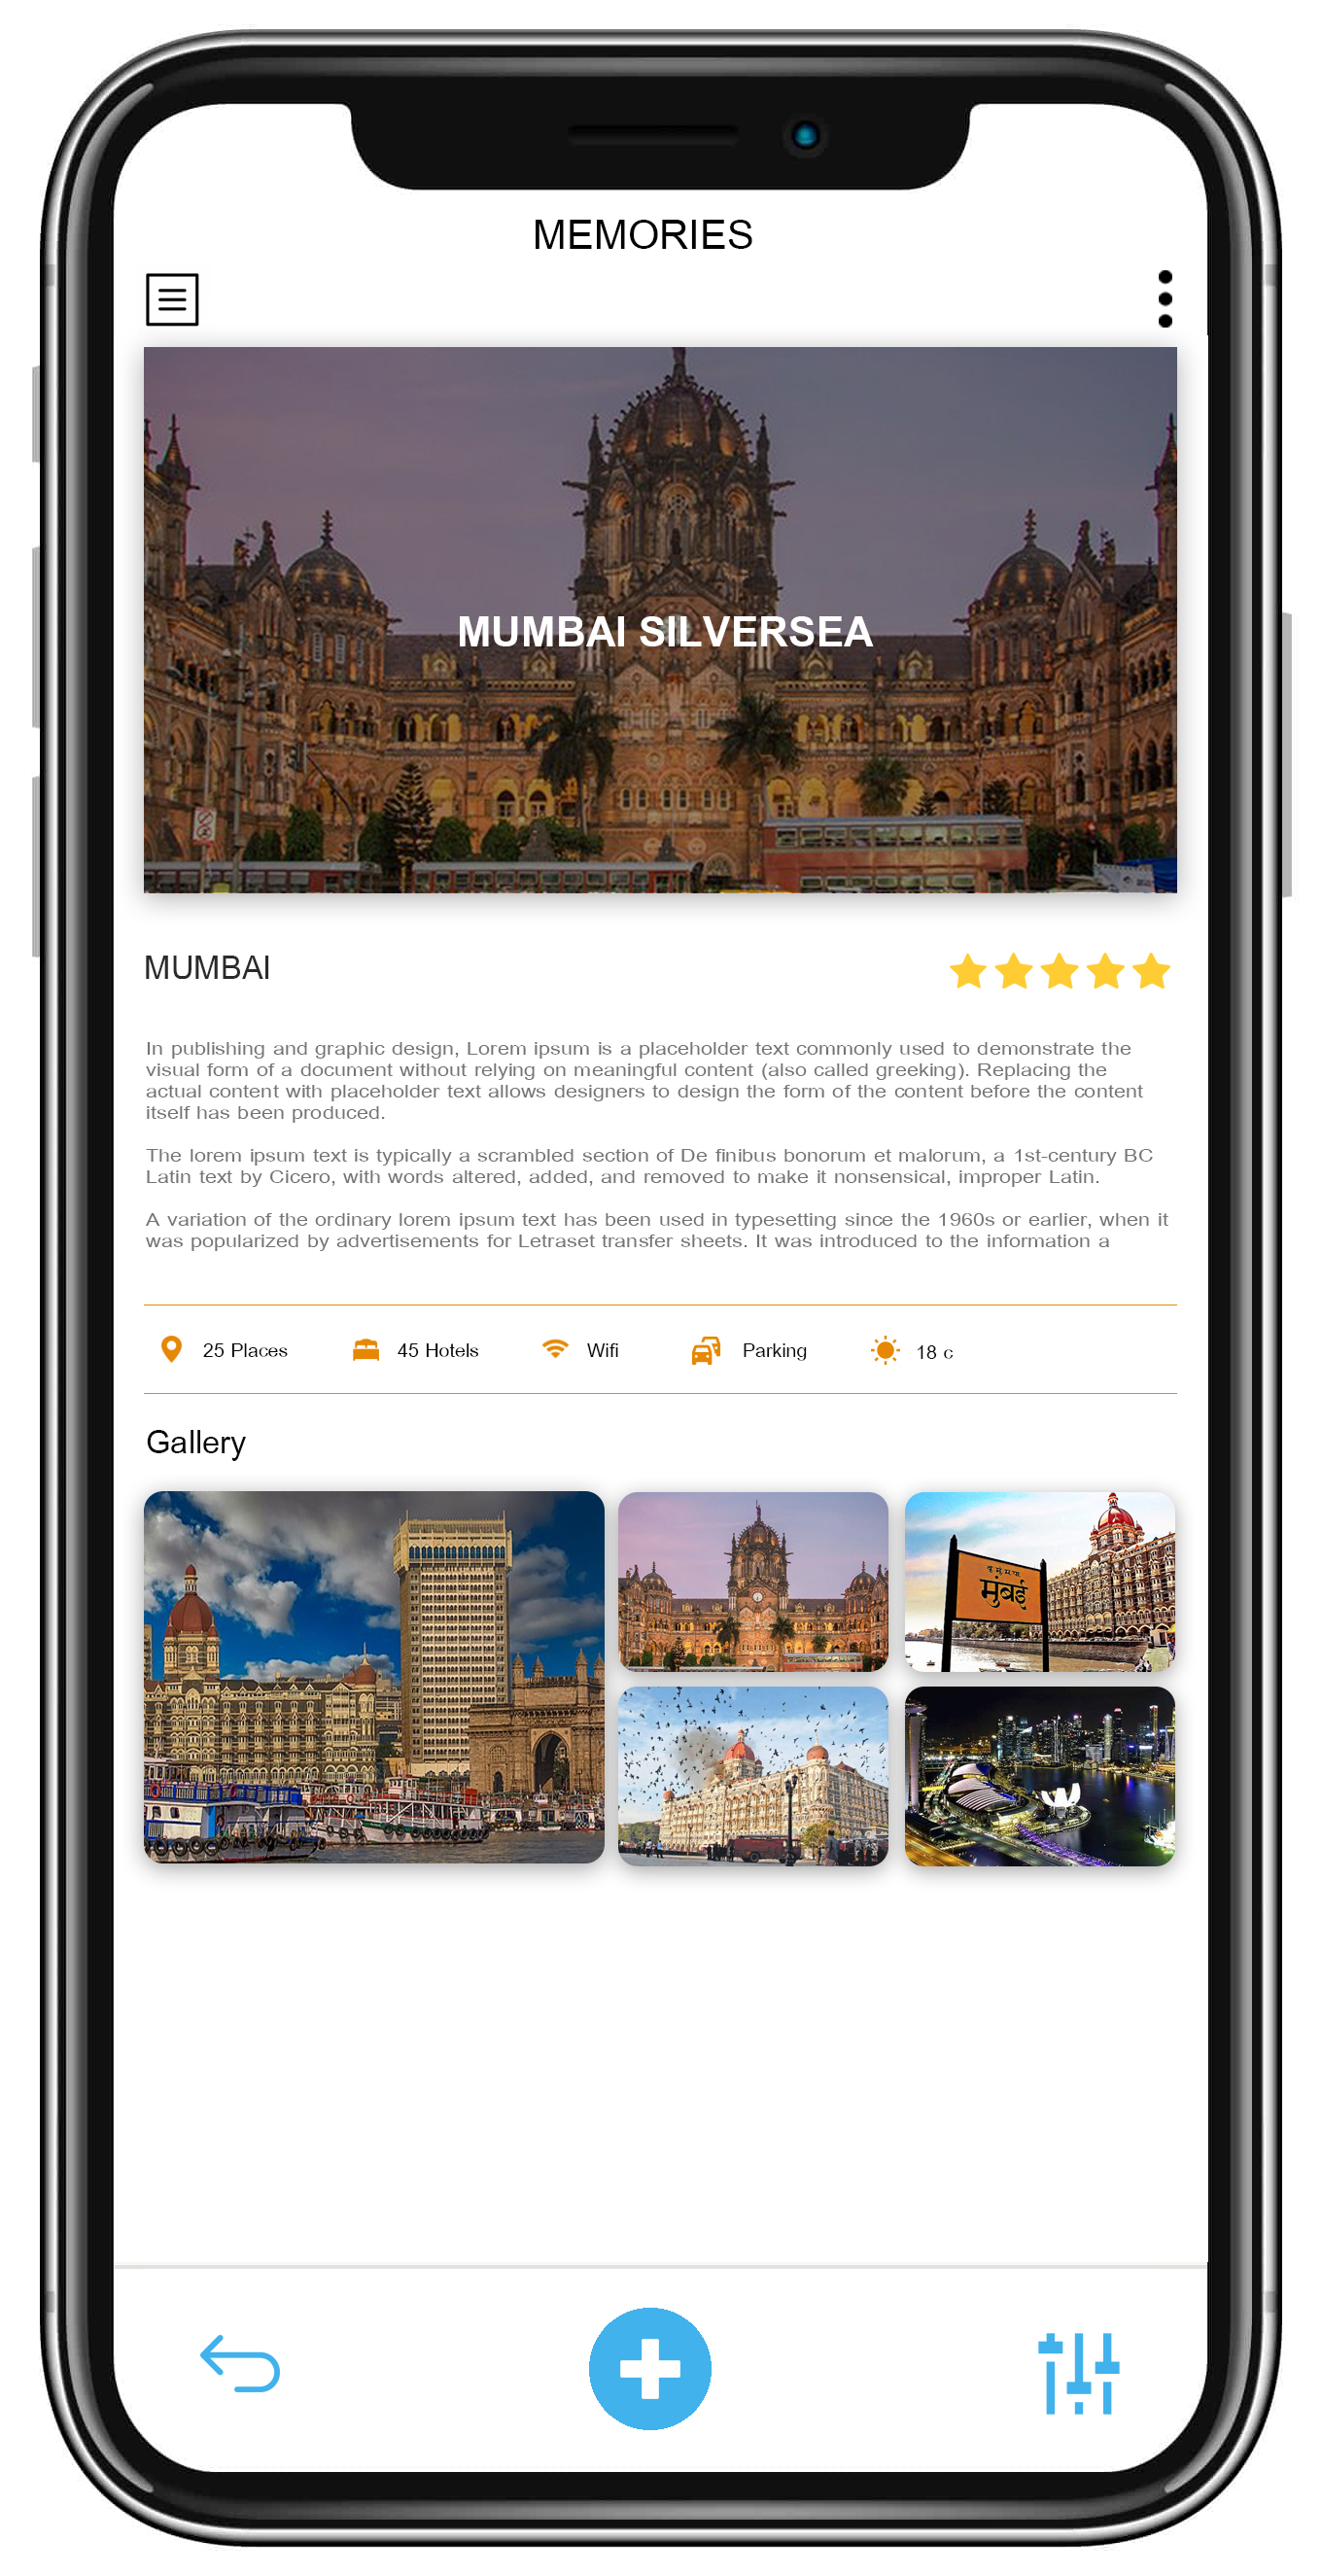 MEMORIES
MUMBAI SILVERSEA
MUMBAI
In publishing and graphic design, Lorem ipsum is a placeholder text commonly used to demonstrate the
visual form of a document without relying on meaningful content (also called greeking). Replacing the
actual content with placeholder text allows designers to design the form of the content before the content
itself has been produced.
The lorem ipsum text is typically a scrambled section of De finibus bonorum et malorum, a 1st-century BC
Latin text by Cicero, with words altered, added, and removed to make it nonsensical, improper Latin.
A variation of the ordinary lorem ipsum text has been used in typesetting since the 1960s or earlier, when it
was popularized by advertisements for Letraset transfer sheets. It was introduced to the information a
25 Places
45 Hotels
Wifi
Parking
18 c
Gallery
मुंबई